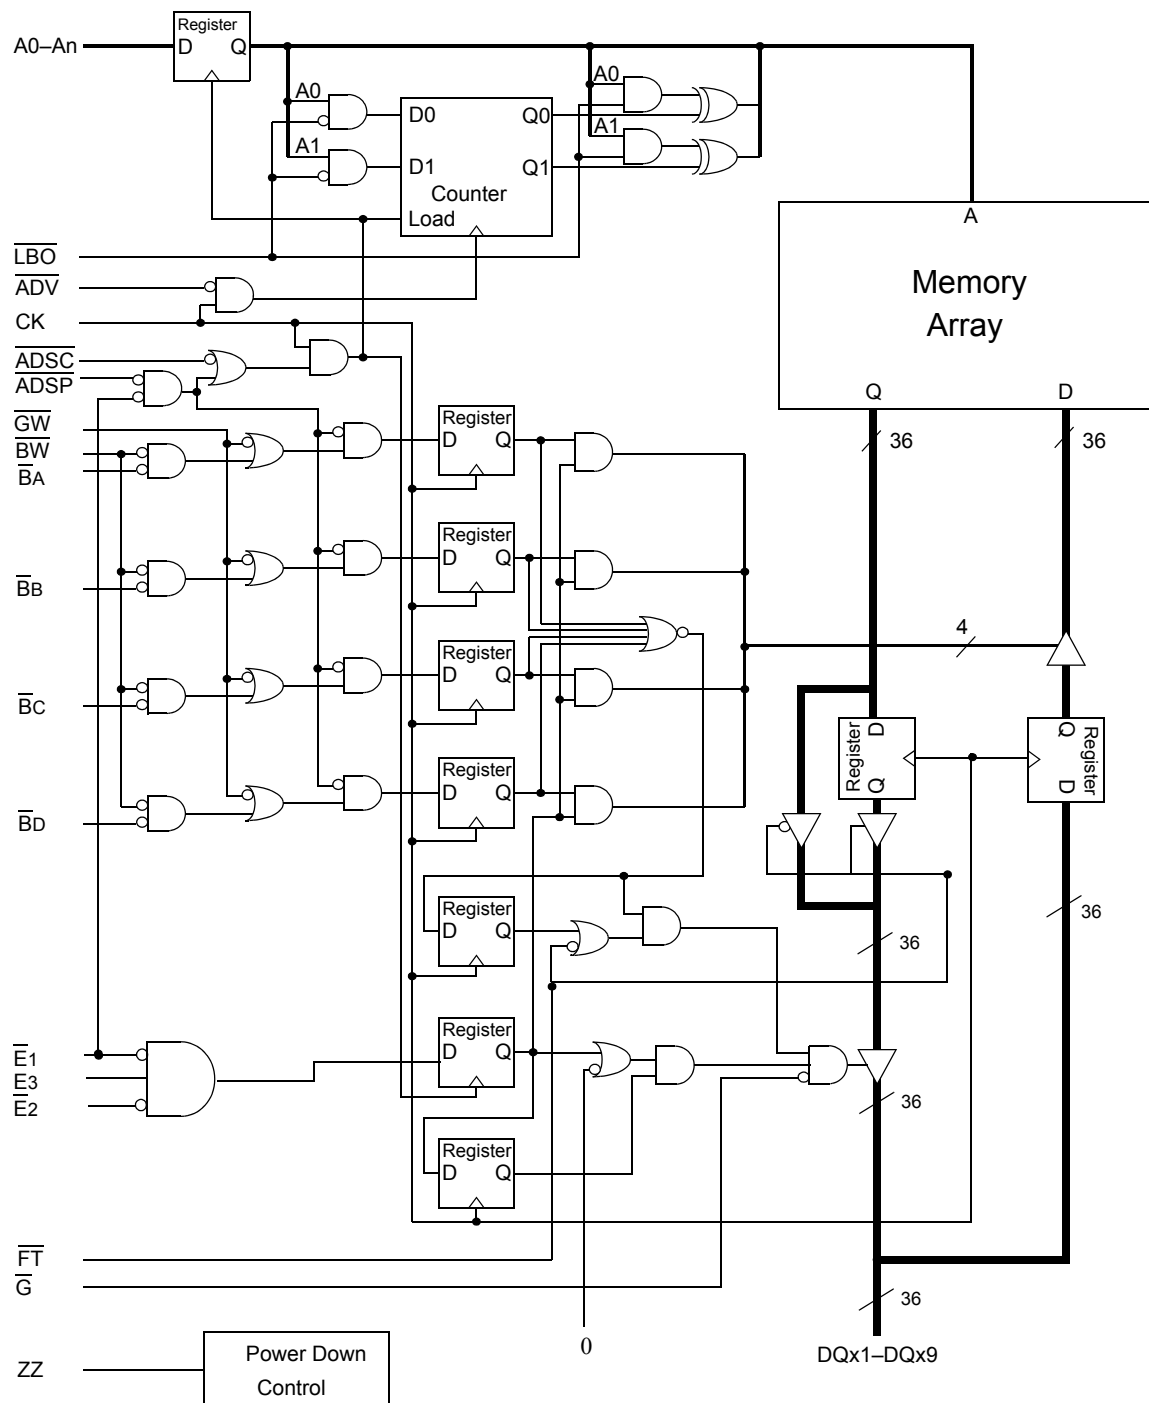 Register
A0–An
D Q
A0
A0
D0 Q0
A1
A1
D1 Q1
Counter
Load
A
LBO
ADV
Memory
CK
Array
ADSC
ADSP
Q D
GW
Register
D Q
36 36
BW
BA
Register
D Q
BB
4
Register
D Q
BC
Register
D
Q
Register
Q
D
Register
D Q
BD
Register
D Q
36
36
Register
D Q
E1
E3
E2
36
Register
D Q
FT
G
36
0
DQx1–DQx9
ZZ
Power Down
Control